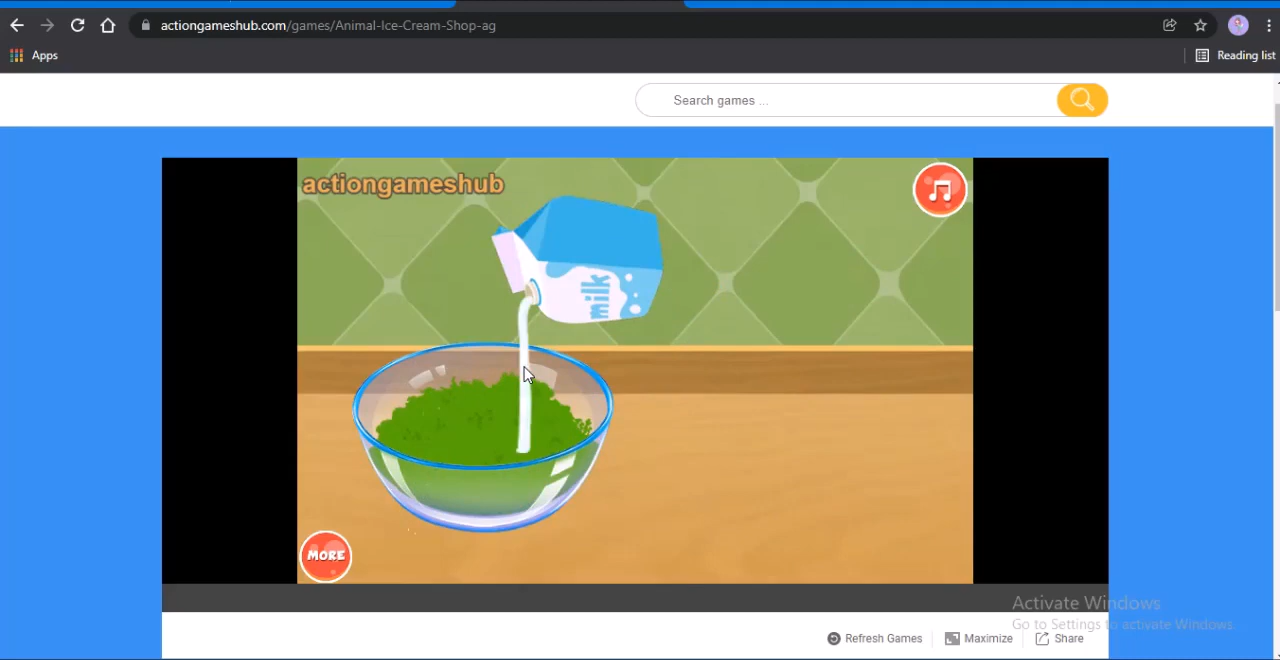 actiongameshub.com/games/Animal-Ice-Cream-Shop-ag
Apps
Reading list
Search games ...
actiongameshub
milk
MORE
Activate Windows
Go to Settings to activate Windows.
Refresh Games
Maximize
Share